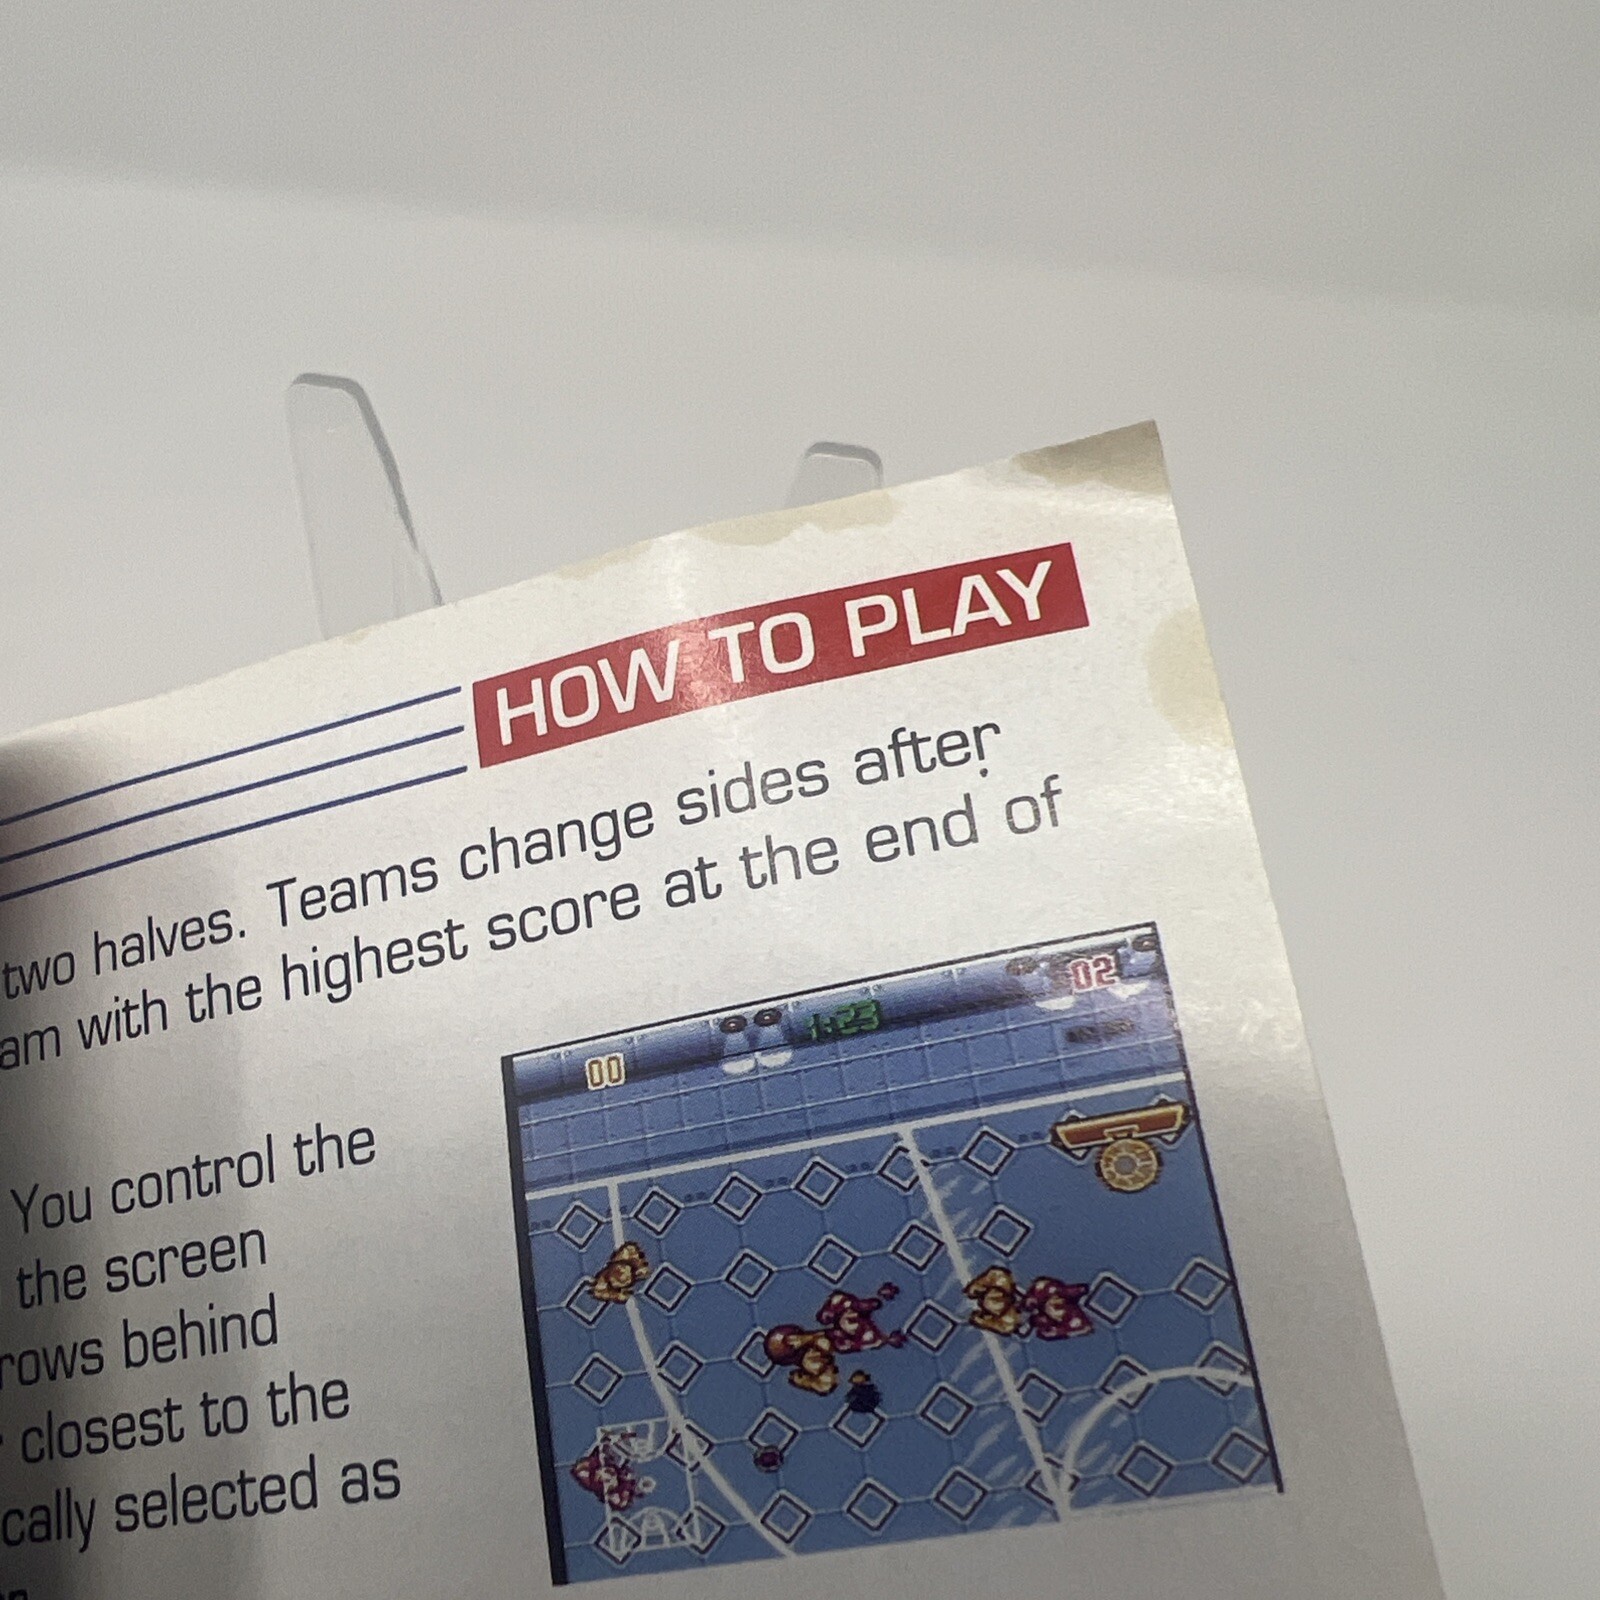 HOW TO PLAY
two halves. Teams change sides after
am with the highest score at the end of
00 1:23 02
You control the
the screen
rows behind
closest to the
cally selected as